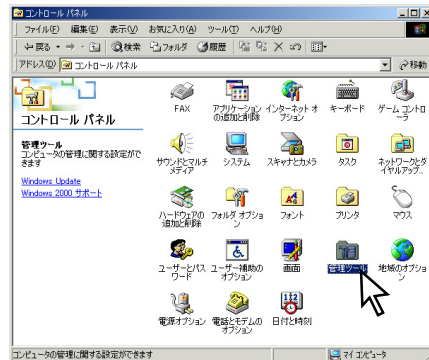 コントロール パネル
ファイル(F) 編集(E) 表示(V) お気に入り(A) ツール(T) ヘルプ(H)
戻る 検索 フォルダ 履歴
アドレス(D) コントロール パネル 移動
コントロール パネル
管理ツール
コンピュータの管理に関する設定ができ
ます
Windows Update
Windows 2000 サポート
FAX
アプリケーション
の追加と削除
インターネット オ
プション
キーボード
ゲーム コントロ
ーラ
サウンドとマルチ
メディア
システム
スキャナとカメラ
タスク
ネットワークとダ
イヤルアップ...
ハードウェアの
追加と削除
フォルダ オプショ
ン
フォント
プリンタ
マウス
ユーザーとパス
ワード
ユーザー補助の
オプション
画面
管理ツール
地域のオプショ
ン
電源オプション
電話とモデムの
オプション
日付と時刻
コンピュータの管理に関する設定ができます
マイ コンピュータ